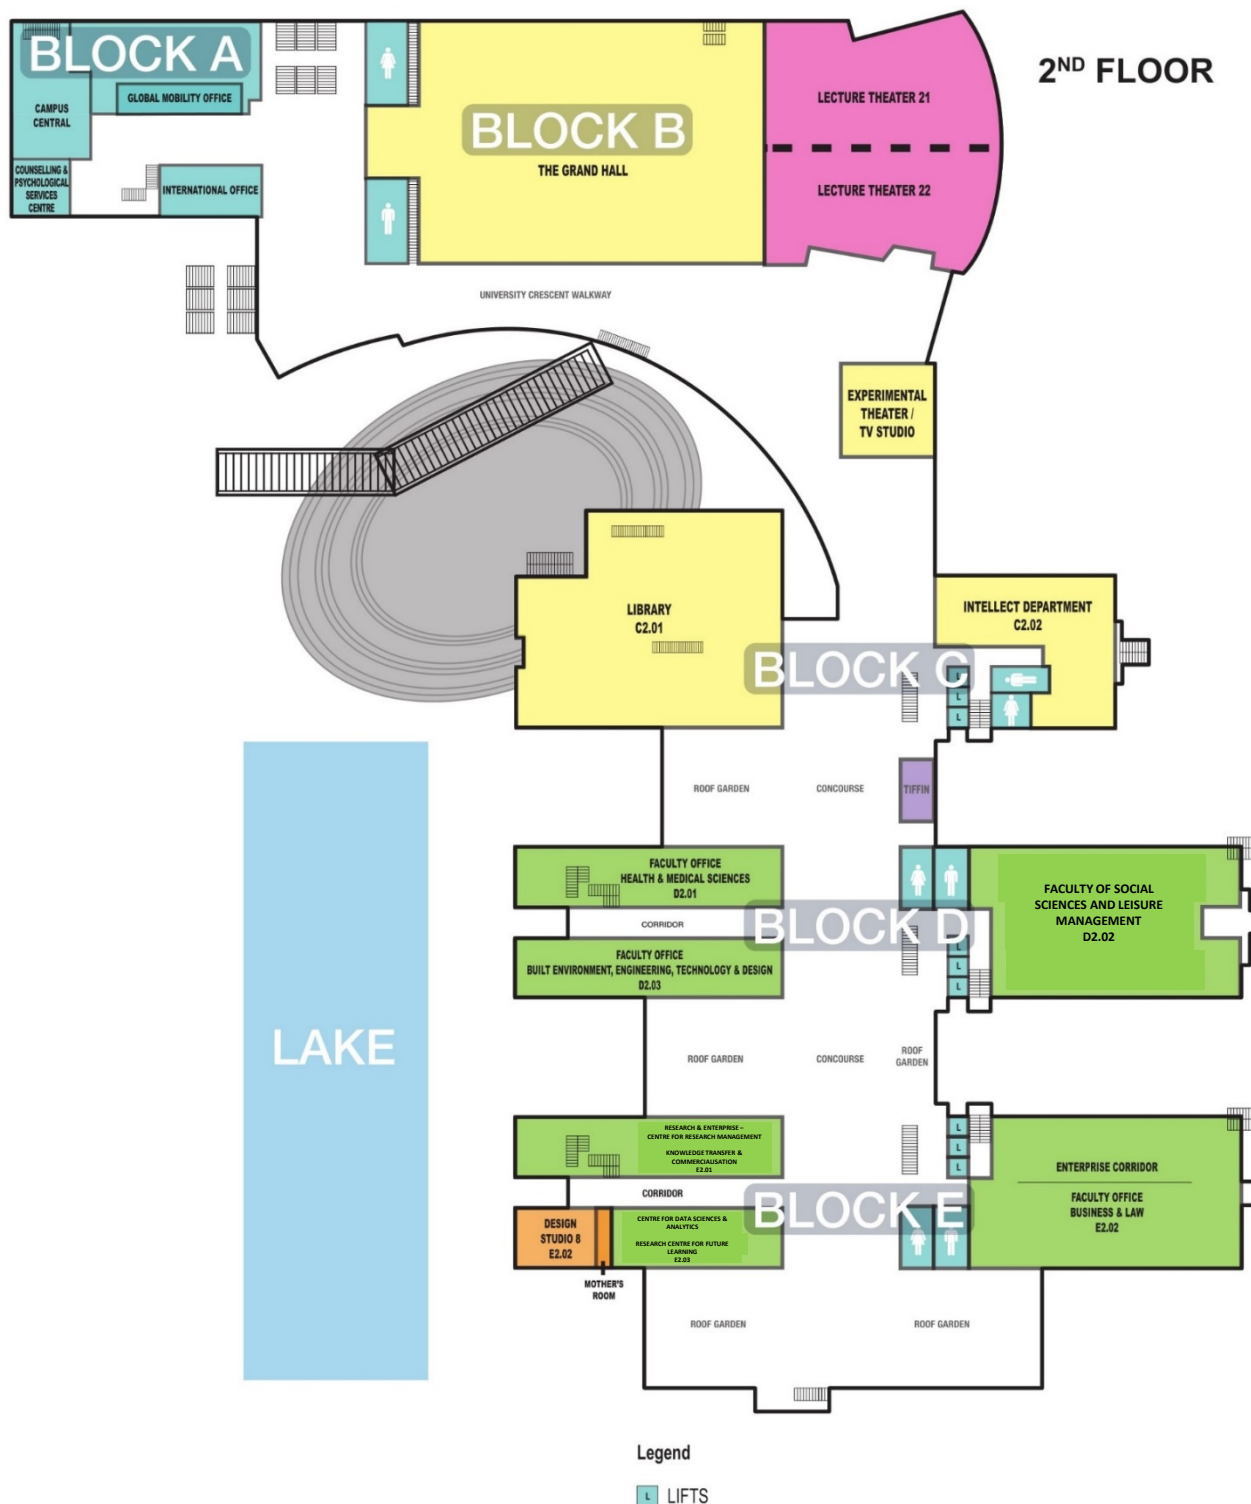 2ND FLOOR
BLOCK A
GLOBAL MOBILITY OFFICE
CAMPUS
CENTRAL
COUNSELLING &
PSYCHOLOGICAL
SERVICES
CENTRE
INTERNATIONAL OFFICE
BLOCK B
THE GRAND HALL
LECTURE THEATER 21
LECTURE THEATER 22
UNIVERSITY CRESCENT WALKWAY
EXPERIMENTAL
THEATER /
TV STUDIO
LIBRARY
C2.01
INTELLECT DEPARTMENT
C2.02
BLOCK C
L
L
L
ROOF GARDEN
CONCOURSE
TIFFIN
FACULTY OFFICE
HEALTH & MEDICAL SCIENCES
D2.01
FACULTY OF SOCIAL
SCIENCES AND LEISURE
MANAGEMENT
D2.02
CORRIDOR
BLOCK D
FACULTY OFFICE
BUILT ENVIRONMENT, ENGINEERING, TECHNOLOGY & DESIGN
D2.03
L
L
L
LAKE
ROOF GARDEN
CONCOURSE
ROOF
GARDEN
RESEARCH & ENTERPRISE –
CENTRE FOR RESEARCH MANAGEMENT
KNOWLEDGE TRANSFER &
COMMERCIALISATION
E2.01
L
L
L
ENTERPRISE CORRIDOR
FACULTY OFFICE
BUSINESS & LAW
E2.02
CORRIDOR
BLOCK E
DESIGN
STUDIO 8
E2.02
CENTRE FOR DATA SCIENCES &
ANALYTICS
RESEARCH CENTRE FOR FUTURE
LEARNING
E2.03
MOTHER'S
ROOM
ROOF GARDEN
ROOF GARDEN
Legend
L LIFTS